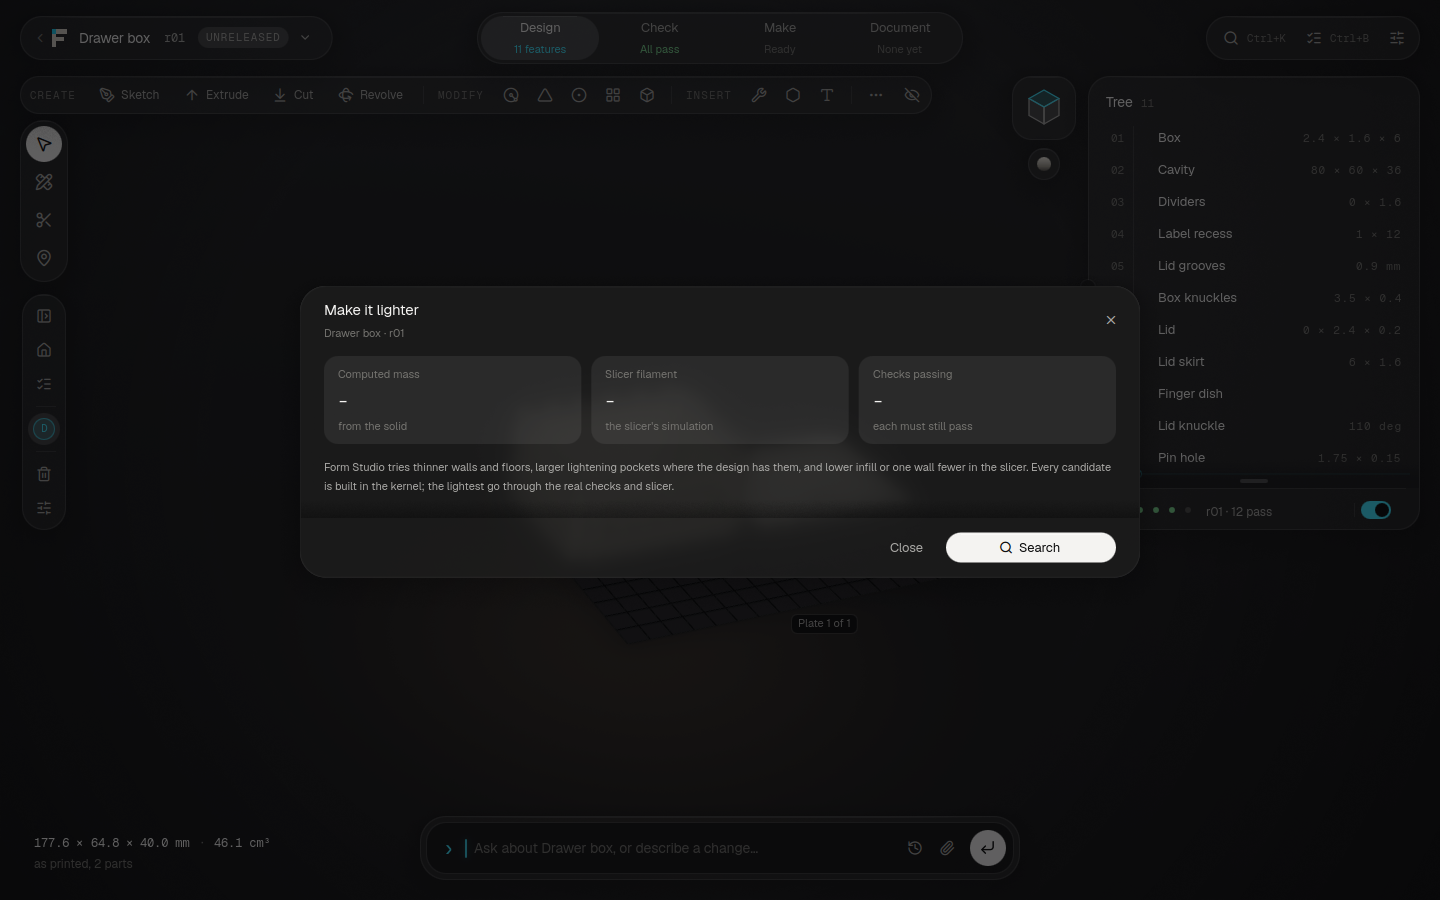 Drawer box r01 UNRELEASED
Design
11 features
Check
All pass
Make
Ready
Document
None yet
Ctrl+K
Ctrl+B
CREATE
Sketch
Extrude
Cut
Revolve
MODIFY
INSERT
Tree 11
01 Box 2.4 × 1.6 × 6
02 Cavity 80 × 60 × 36
03 Dividers 0 × 1.6
04 Label recess 1 × 12
05 Lid grooves 0.9 mm
Box knuckles 3.5 × 0.4
Lid 0 × 2.4 × 0.2
Lid skirt 6 × 1.6
Finger dish
Lid knuckle 110 deg
Pin hole 1.75 × 0.15
r01 · 12 pass
D
Make it lighter
Drawer box · r01
Computed mass
–
from the solid
Slicer filament
–
the slicer's simulation
Checks passing
–
each must still pass
Form Studio tries thinner walls and floors, larger lightening pockets where the design has them, and lower infill or one wall fewer in the slicer. Every candidate
is built in the kernel; the lightest go through the real checks and slicer.
Close
Search
Plate 1 of 1
177.6 × 64.8 × 40.0 mm · 46.1 cm³
as printed, 2 parts
Ask about Drawer box, or describe a change…